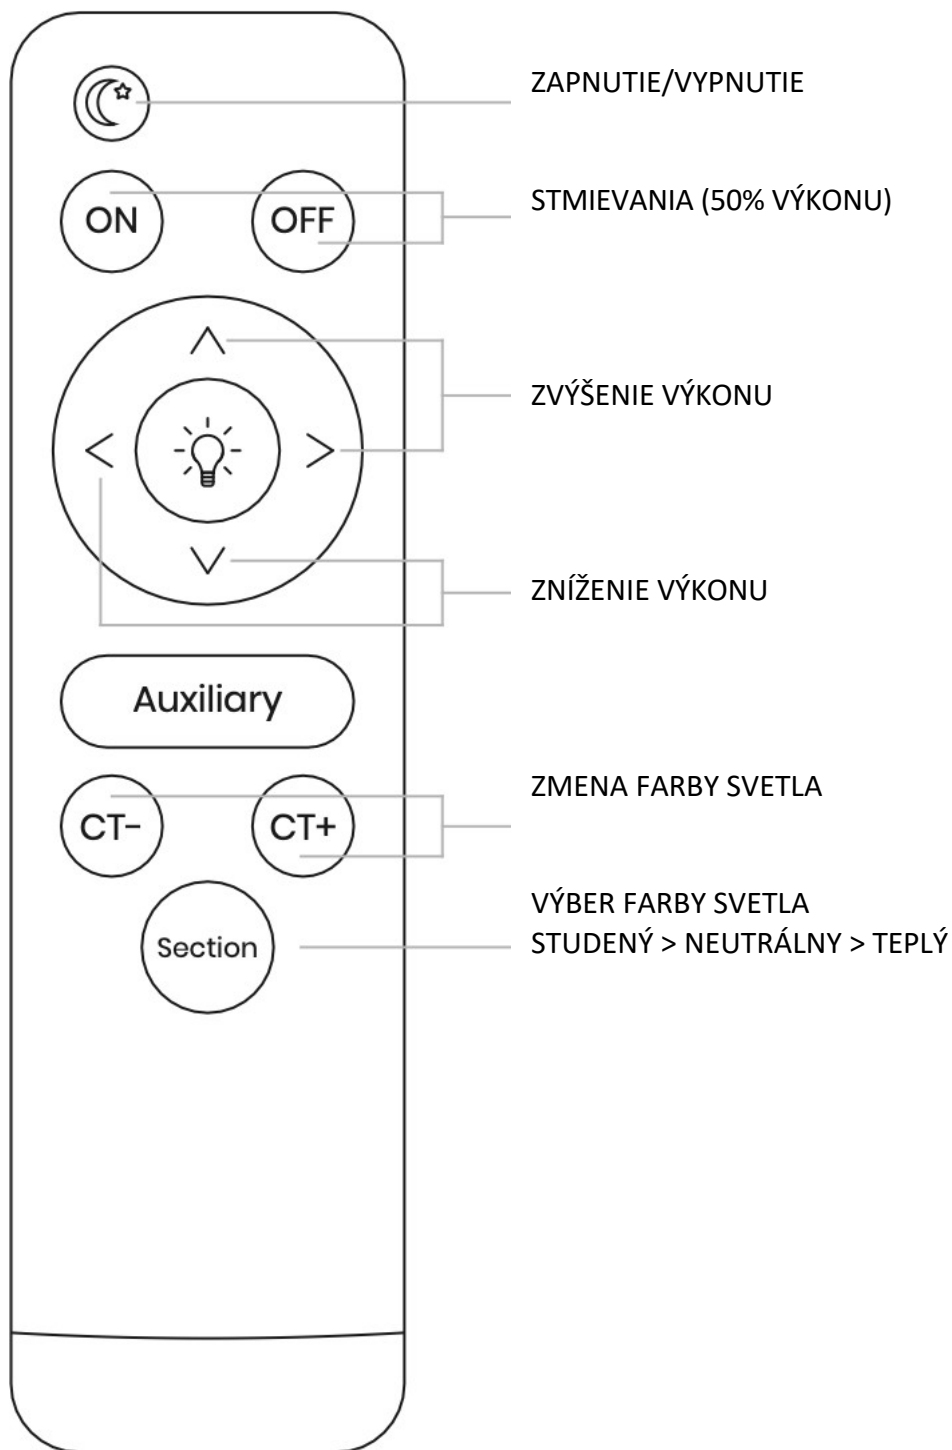 ZAPNUTIE/VYPNUTIE
STMIEVANIA (50% VÝKONU)
ON
OFF
ZVÝŠENIE VÝKONU
ZNÍŽENIE VÝKONU
Auxiliary
ZMENA FARBY SVETLA
CT-
CT+
VÝBER FARBY SVETLA
STUDENÝ > NEUTRÁLNY > TEPLÝ
Section